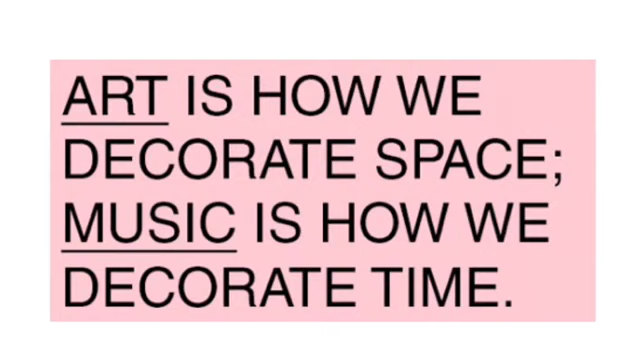 ART IS HOW WE
DECORATE SPACE;
MUSIC IS HOW WE
DECORATE TIME.